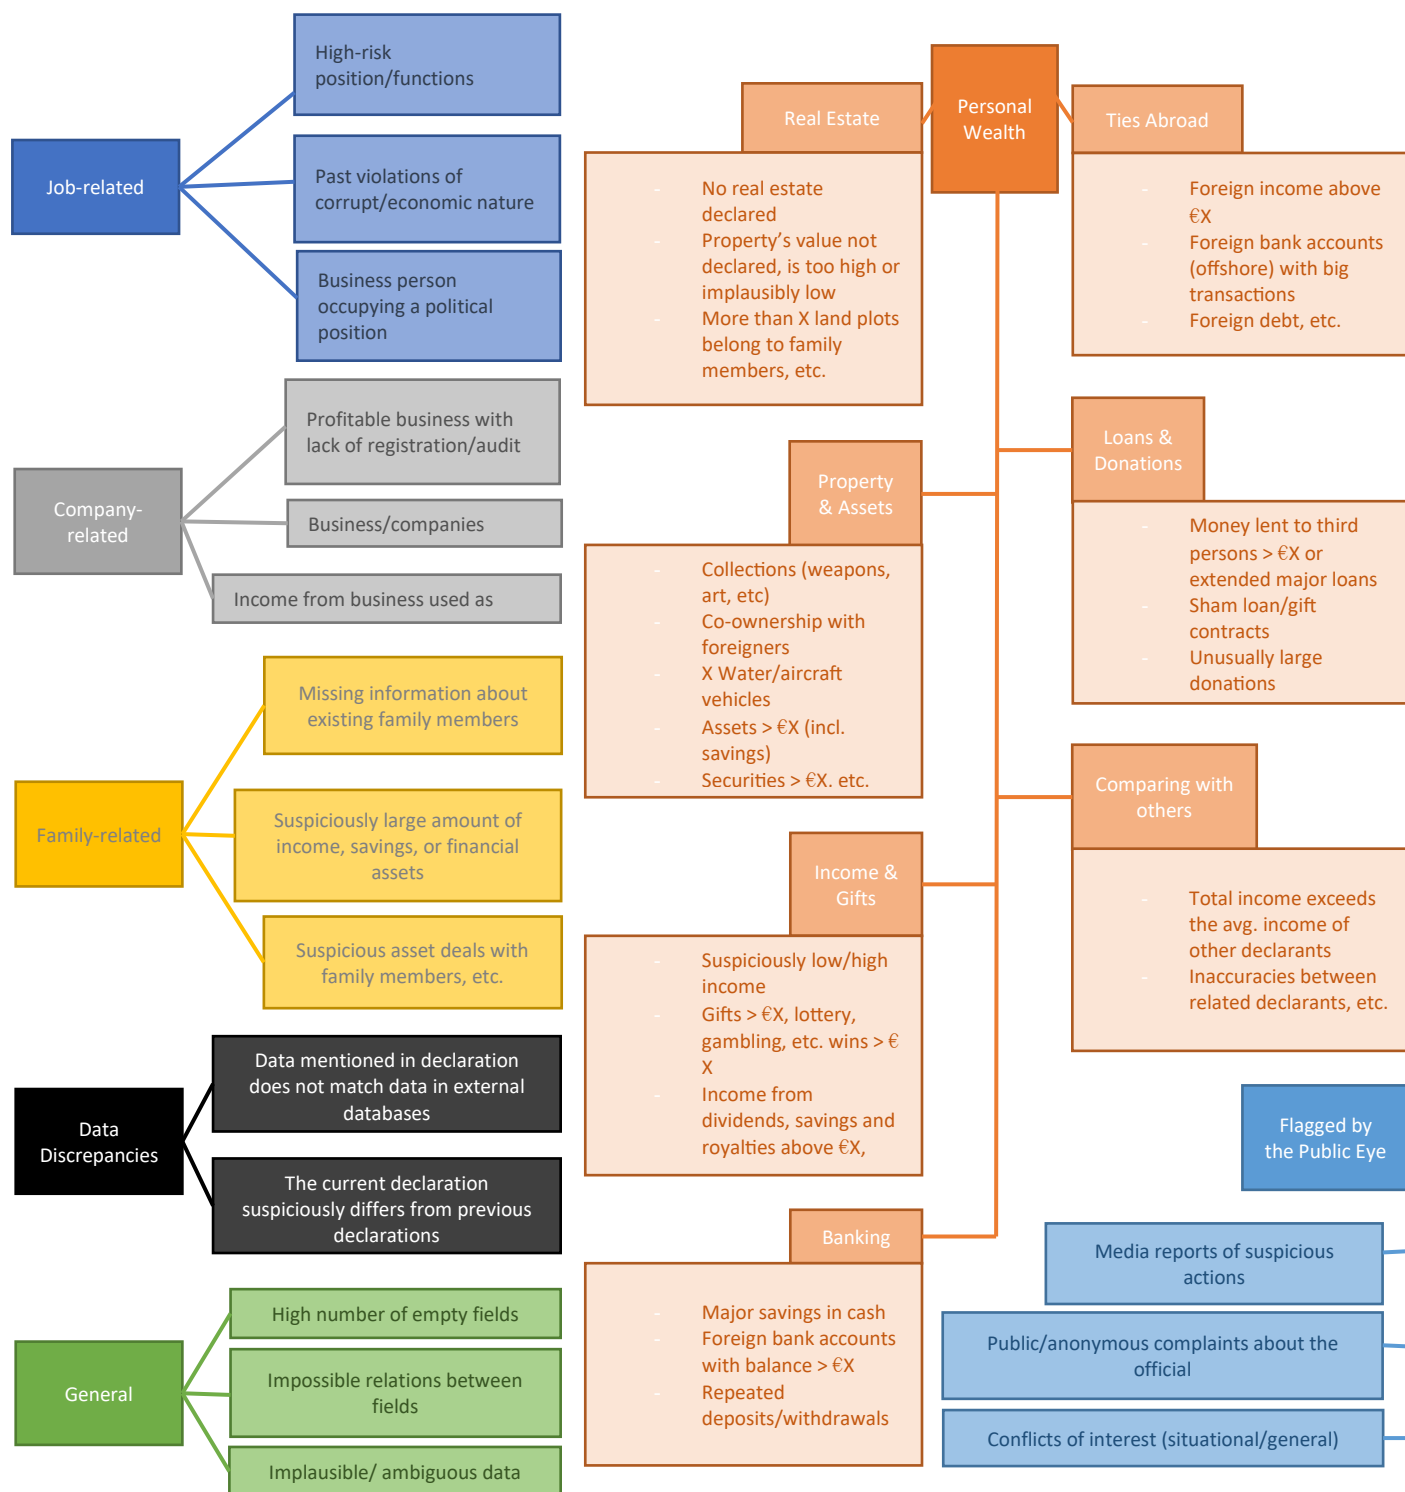 Job-related
High-risk
position/functions
Past violations of
corrupt/economic nature
Business person
occupying a political
position
Company-
related
Profitable business with
lack of registration/audit
Business/companies
Income from business used as
Family-related
Missing information about
existing family members
Suspiciously large amount of
income, savings, or financial
assets
Suspicious asset deals with
family members, etc.
Data
Discrepancies
Data mentioned in declaration
does not match data in external
databases
The current declaration
suspiciously differs from previous
declarations
General
High number of empty fields
Impossible relations between
fields
Implausible/ ambiguous data
Personal
Wealth
Real Estate
- No real estate
declared
- Property’s value not
declared, is too high or
implausibly low
- More than X land plots
belong to family
members, etc.
Property
& Assets
- Collections (weapons,
art, etc)
- Co-ownership with
foreigners
- X Water/aircraft
vehicles
- Assets > €X (incl.
savings)
- Securities > €X. etc.
Income &
Gifts
- Suspiciously low/high
income
- Gifts > €X, lottery,
gambling, etc. wins > €
X
- Income from
dividends, savings and
royalties above €X,
Banking
- Major savings in cash
- Foreign bank accounts
with balance > €X
- Repeated
deposits/withdrawals
Ties Abroad
- Foreign income above
€X
- Foreign bank accounts
(offshore) with big
transactions
- Foreign debt, etc.
Loans &
Donations
- Money lent to third
persons > €X or
extended major loans
- Sham loan/gift
contracts
- Unusually large
donations
Comparing with
others
- Total income exceeds
the avg. income of
other declarants
- Inaccuracies between
related declarants, etc.
Flagged by
the Public Eye
Media reports of suspicious
actions
Public/anonymous complaints about the
official
Conflicts of interest (situational/general)